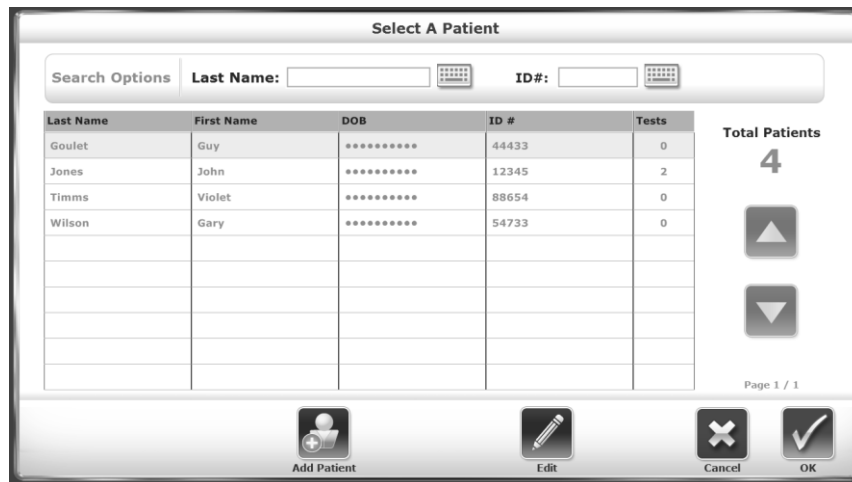 Select A Patient
Search Options Last Name: ID#:
Last Name First Name DOB ID # Tests
Goulet Guy •••••••••• 44433 0
Jones John •••••••••• 12345 2
Timms Violet •••••••••• 88654 0
Wilson Gary •••••••••• 54733 0
Total Patients
4
Page 1 / 1
Add Patient Edit Cancel OK